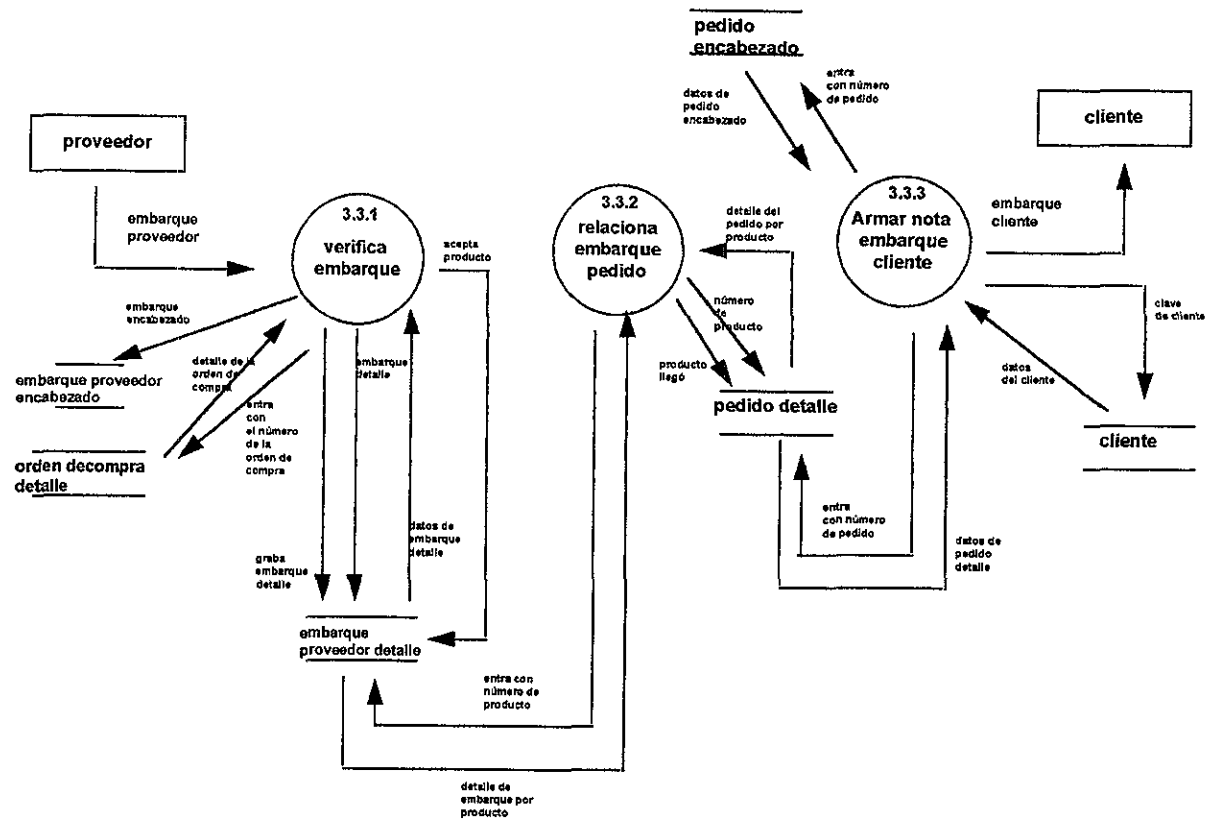 pedido
encabezado
entra
con número
de pedido
datos de
pedido
encabezado
proveedor
cliente
embarque
proveedor
3.3.1
verifica
embarque
acepta
producto
3.3.2
relaciona
embarque
pedido
detalle del
pedido por
producto
3.3.3
Armar nota
embarque
cliente
embarque
cliente
embarque
encabezado
número
de
producto
clave
de cliente
embarque proveedor
encabezado
detalle de la
orden de
compra
embarque
detalle
producto
llegó
datos
del cliente
entra
con
el número
de la
orden de
compra
pedido detalle
cliente
orden decompra
detalle
entra
con número
de pedido
datos de
embarque
detalle
datos de
pedido
detalle
graba
embarque
detalle
embarque
proveedor detalle
entra con
número de
producto
detalle de
embarque por
producto